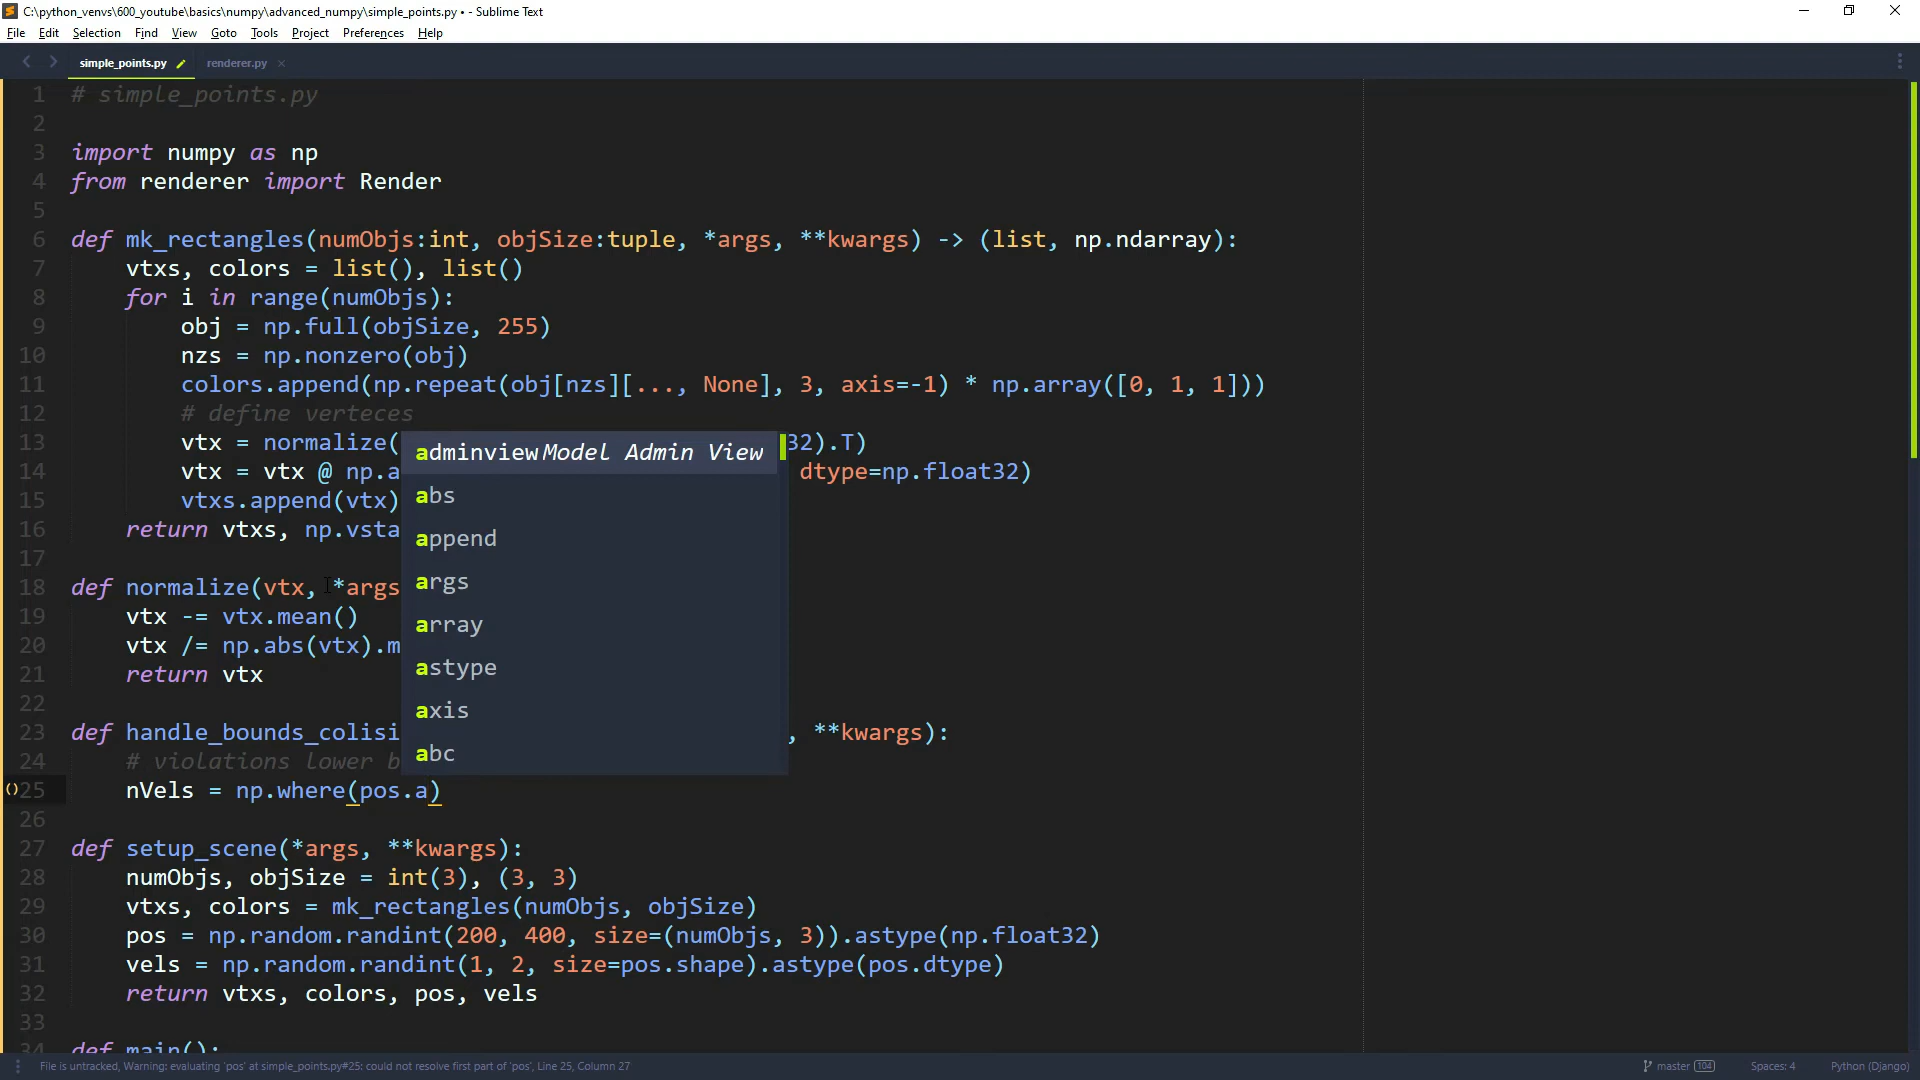 C:\python_venvs\600_youtube\basics\numpy\advanced_numpy\simple_points.py • - Sublime Text
File Edit Selection Find View Goto Tools Project Preferences Help
simple_points.py renderer.py
1 # simple_points.py
2
3 import numpy as np
4 from renderer import Render
5
6 def mk_rectangles(numObjs:int, objSize:tuple, *args, **kwargs) -> (list, np.ndarray):
7 vtxs, colors = list(), list()
8 for i in range(numObjs):
9 obj = np.full(objSize, 255)
10 nzs = np.nonzero(obj)
11 colors.append(np.repeat(obj[nzs][..., None], 3, axis=-1) * np.array([0, 1, 1]))
12 # define verteces
13 vtx = normalize( 32).T)
14 vtx = vtx @ np.a dtype=np.float32)
15 vtxs.append(vtx)
16 return vtxs, np.vsta
17
18 def normalize(vtx, *args
19 vtx -= vtx.mean()
20 vtx /= np.abs(vtx).m
21 return vtx
22
23 def handle_bounds_colisi , **kwargs):
24 # violations lower b
25 nVels = np.where(pos.a)
26
27 def setup_scene(*args, **kwargs):
28 numObjs, objSize = int(3), (3, 3)
29 vtxs, colors = mk_rectangles(numObjs, objSize)
30 pos = np.random.randint(200, 400, size=(numObjs, 3)).astype(np.float32)
31 vels = np.random.randint(1, 2, size=pos.shape).astype(pos.dtype)
32 return vtxs, colors, pos, vels
33
34 def main():
adminview Model Admin View
abs
append
args
array
astype
axis
abc
File is untracked, Warning: evaluating 'pos' at simple_points.py#25: could not resolve first part of 'pos', Line 25, Column 27
master 104 Spaces: 4 Python (Django)